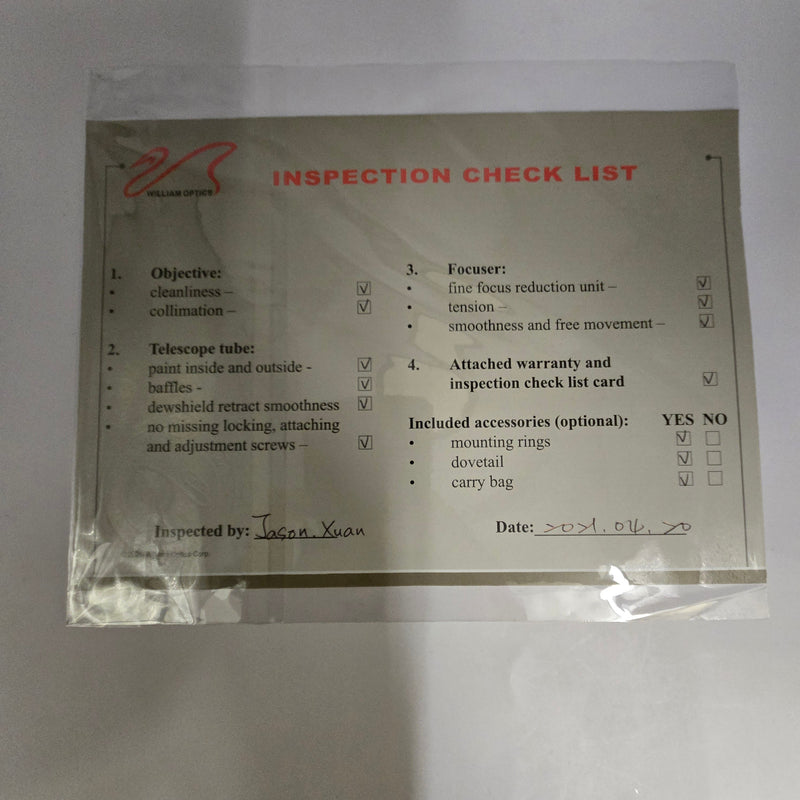 WILLIAM OPTICS
INSPECTION CHECK LIST
1. Objective:
• cleanliness –
• collimation –
2. Telescope tube:
• paint inside and outside -
• baffles -
• dewshield retract smoothness
• no missing locking, attaching
and adjustment screws –
3. Focuser:
• fine focus reduction unit –
• tension –
• smoothness and free movement –
4. Attached warranty and
inspection check list card
Included accessories (optional): YES NO
• mounting rings
• dovetail
• carry bag
Inspected by: Jason. Xuan
Date: 2021. 04. 20
Optics Corp.